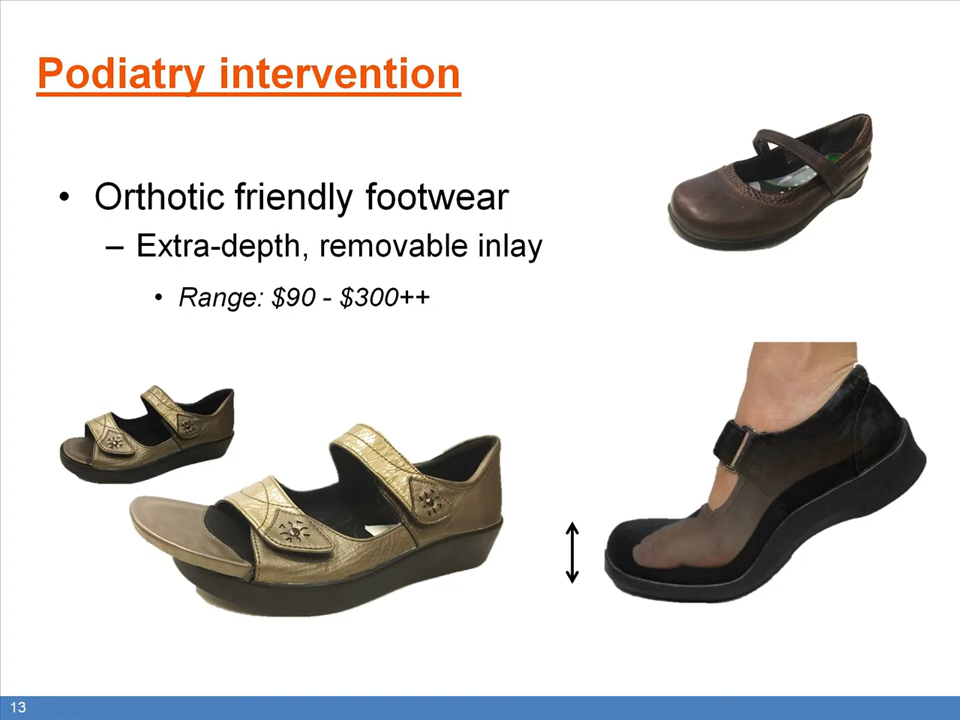 Podiatry intervention
• Orthotic friendly footwear
– Extra-depth, removable inlay
• Range: $90 - $300++
13